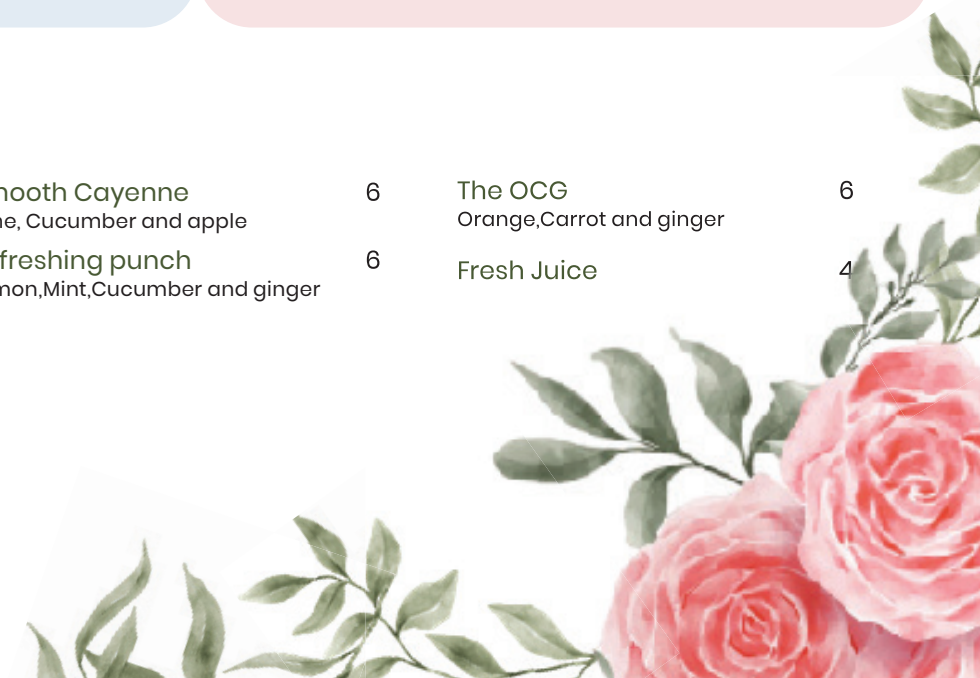 nooth Cayenne 6
ne, Cucumber and apple
freshing punch 6
mon,Mint,Cucumber and ginger
The OCG 6
Orange,Carrot and ginger
Fresh Juice 4